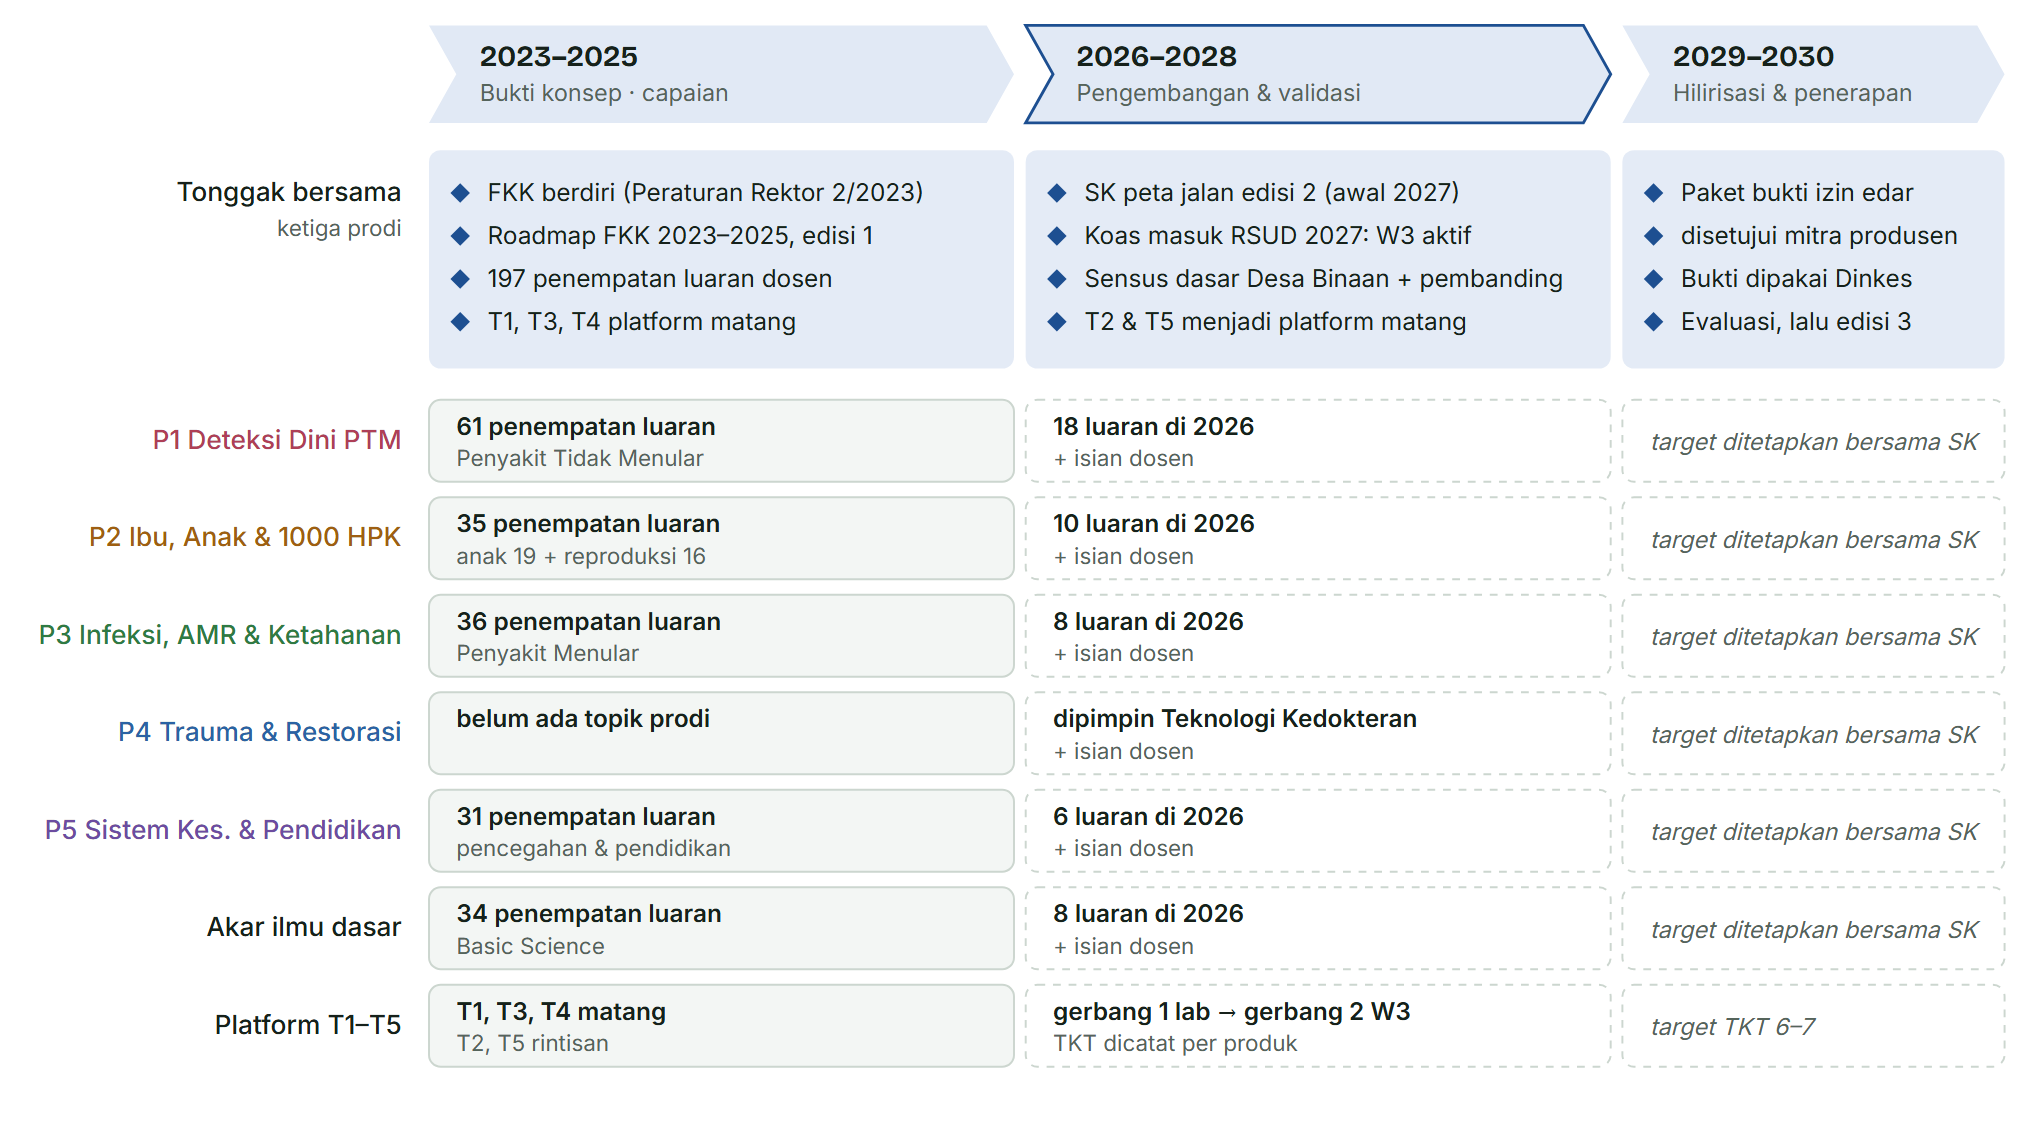 2023–2025
Bukti konsep · capaian
2026–2028
Pengembangan & validasi
2029–2030
Hilirisasi & penerapan
Tonggak bersama
ketiga prodi
FKK berdiri (Peraturan Rektor 2/2023)
Roadmap FKK 2023–2025, edisi 1
197 penempatan luaran dosen
T1, T3, T4 platform matang
SK peta jalan edisi 2 (awal 2027)
Koas masuk RSUD 2027: W3 aktif
Sensus dasar Desa Binaan + pembanding
T2 & T5 menjadi platform matang
Paket bukti izin edar
disetujui mitra produsen
Bukti dipakai Dinkes
Evaluasi, lalu edisi 3
P1 Deteksi Dini PTM
61 penempatan luaran
Penyakit Tidak Menular
18 luaran di 2026
+ isian dosen
target ditetapkan bersama SK
P2 Ibu, Anak & 1000 HPK
35 penempatan luaran
anak 19 + reproduksi 16
10 luaran di 2026
+ isian dosen
target ditetapkan bersama SK
P3 Infeksi, AMR & Ketahanan
36 penempatan luaran
Penyakit Menular
8 luaran di 2026
+ isian dosen
target ditetapkan bersama SK
P4 Trauma & Restorasi
belum ada topik prodi
dipimpin Teknologi Kedokteran
+ isian dosen
target ditetapkan bersama SK
P5 Sistem Kes. & Pendidikan
31 penempatan luaran
pencegahan & pendidikan
6 luaran di 2026
+ isian dosen
target ditetapkan bersama SK
Akar ilmu dasar
34 penempatan luaran
Basic Science
8 luaran di 2026
+ isian dosen
target ditetapkan bersama SK
Platform T1–T5
T1, T3, T4 matang
T2, T5 rintisan
gerbang 1 lab → gerbang 2 W3
TKT dicatat per produk
target TKT 6–7